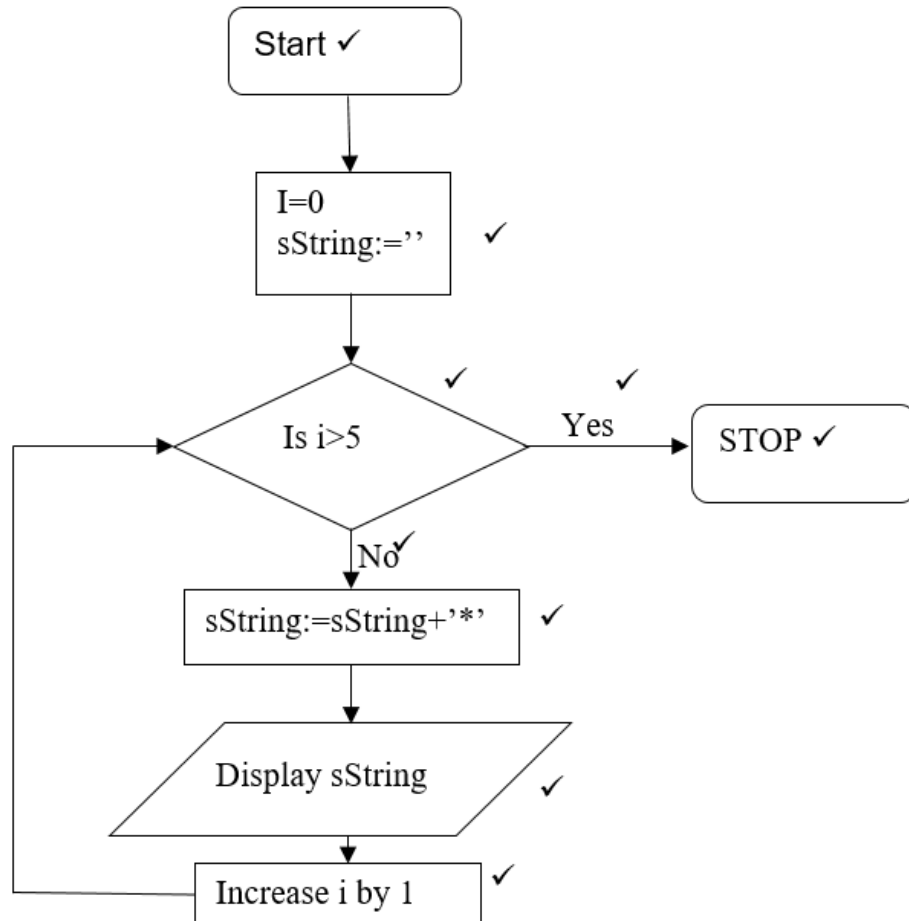 Start ✓
I=0
sString:=’’
✓
✓
✓
Is i>5
Yes
STOP ✓
No✓
sString:=sString+’*’
✓
Display sString
✓
Increase i by 1
✓